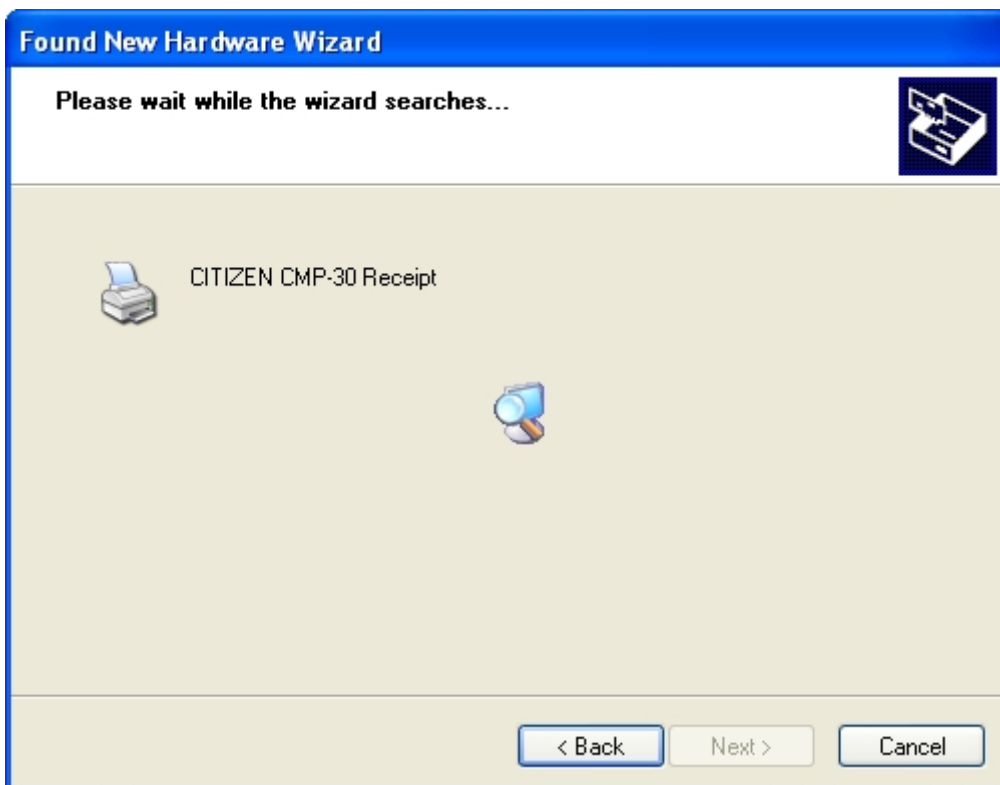 Found New Hardware Wizard
Please wait while the wizard searches...
CITIZEN CMP-30 Receipt
< Back
Next >
Cancel